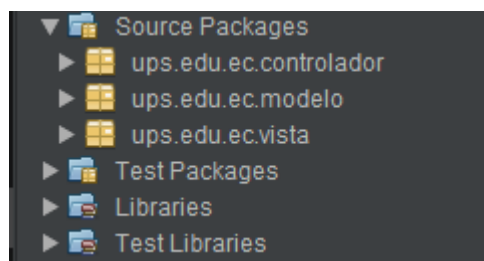 Source Packages
ups.edu.ec.controlador
ups.edu.ec.modelo
ups.edu.ec.vista
Test Packages
Libraries
Test Libraries